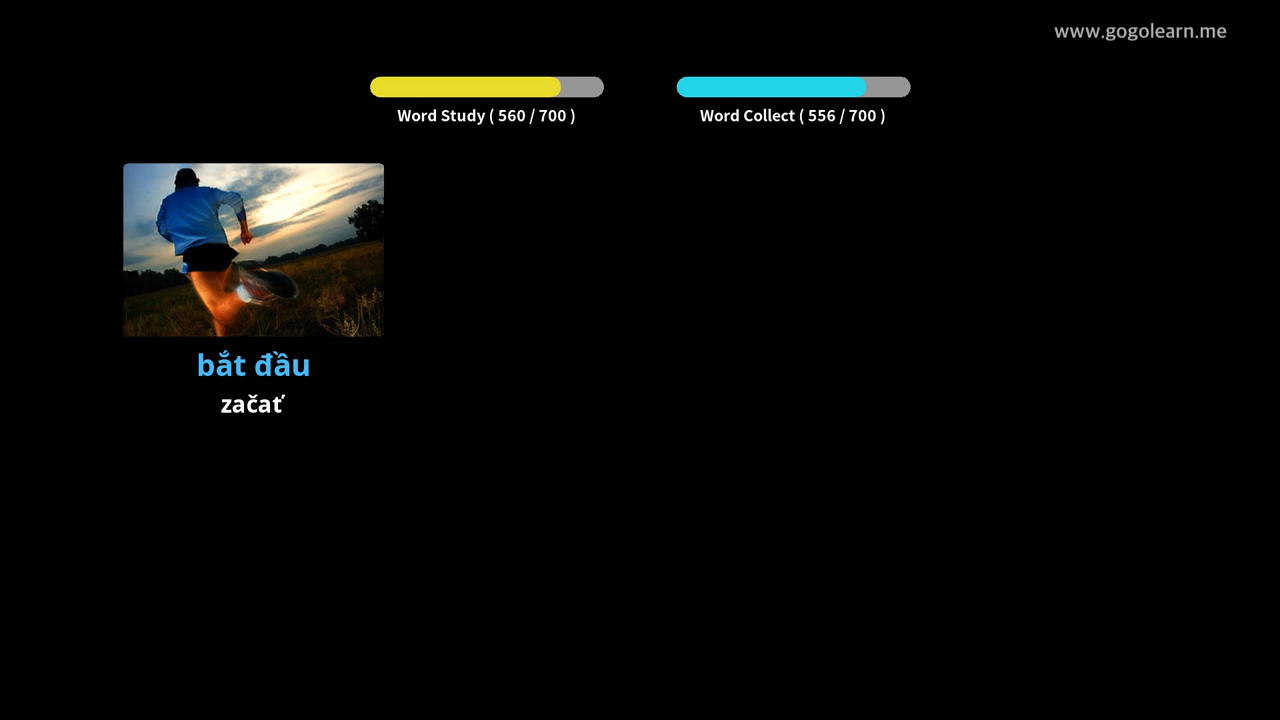 www.gogolearn.me
Word Study ( 560 / 700 )
Word Collect ( 556 / 700 )
bắt đầu
začať